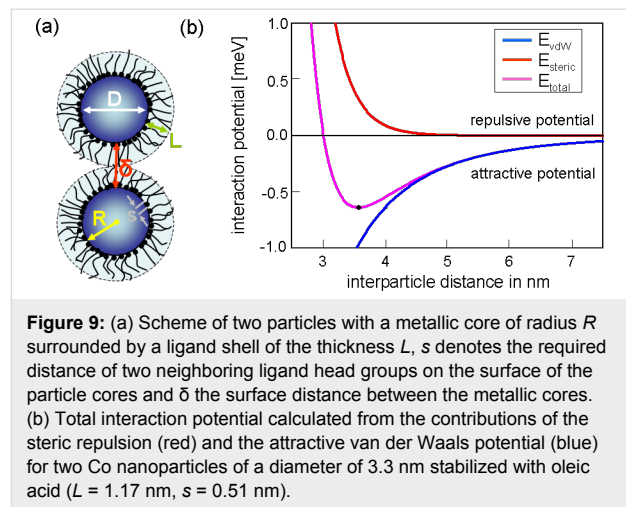 (a)
D
L
δ
R
s
(b)
interaction potential [meV]
1.0
0.5
0.0
-0.5
-1.0
E_vdW
E_steric
E_total
repulsive potential
attractive potential
3 4 5 6 7
interparticle distance in nm
Figure 9: (a) Scheme of two particles with a metallic core of radius R
surrounded by a ligand shell of the thickness L, s denotes the required
distance of two neighboring ligand head groups on the surface of the
particle cores and δ the surface distance between the metallic cores.
(b) Total interaction potential calculated from the contributions of the
steric repulsion (red) and the attractive van der Waals potential (blue)
for two Co nanoparticles of a diameter of 3.3 nm stabilized with oleic
acid (L = 1.17 nm, s = 0.51 nm).